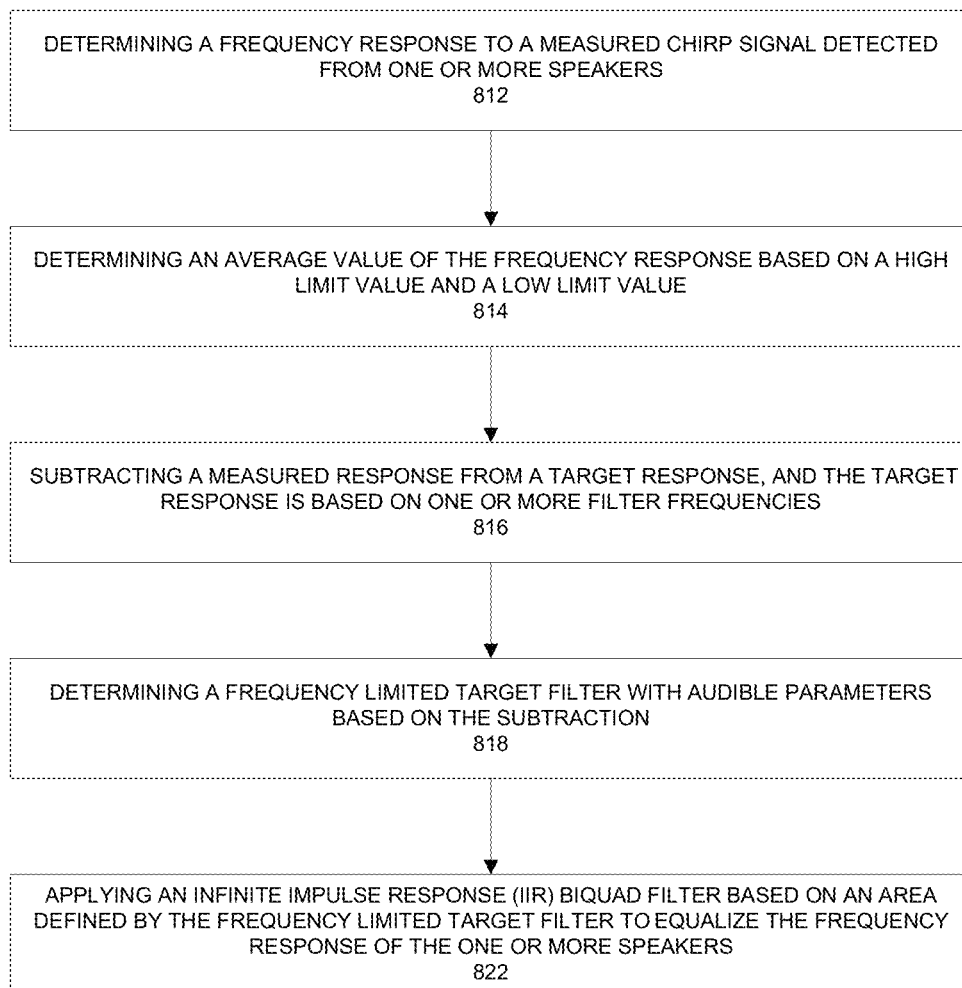 DETERMINING A FREQUENCY RESPONSE TO A MEASURED CHIRP SIGNAL DETECTED
FROM ONE OR MORE SPEAKERS
812
DETERMINING AN AVERAGE VALUE OF THE FREQUENCY RESPONSE BASED ON A HIGH
LIMIT VALUE AND A LOW LIMIT VALUE
814
SUBTRACTING A MEASURED RESPONSE FROM A TARGET RESPONSE, AND THE TARGET
RESPONSE IS BASED ON ONE OR MORE FILTER FREQUENCIES
816
DETERMINING A FREQUENCY LIMITED TARGET FILTER WITH AUDIBLE PARAMETERS
BASED ON THE SUBTRACTION
818
APPLYING AN INFINITE IMPULSE RESPONSE (IIR) BIQUAD FILTER BASED ON AN AREA
DEFINED BY THE FREQUENCY LIMITED TARGET FILTER TO EQUALIZE THE FREQUENCY
RESPONSE OF THE ONE OR MORE SPEAKERS
822